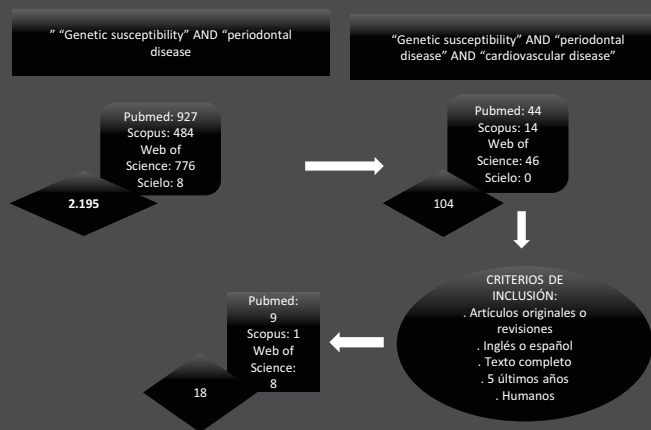 ” “Genetic susceptibility” AND “periodontal
disease
“Genetic susceptibility” AND “periodontal
disease” AND “cardiovascular disease”
Pubmed: 927
Scopus: 484
Web of
Science: 776
Scielo: 8
2.195
Pubmed: 44
Scopus: 14
Web of
Science: 46
Scielo: 0
104
CRITERIOS DE
INCLUSIÓN:
. Artículos originales o
revisiones
. Inglés o español
. Texto completo
. 5 últimos años
. Humanos
Pubmed:
9
Scopus: 1
Web of
Science:
8
18